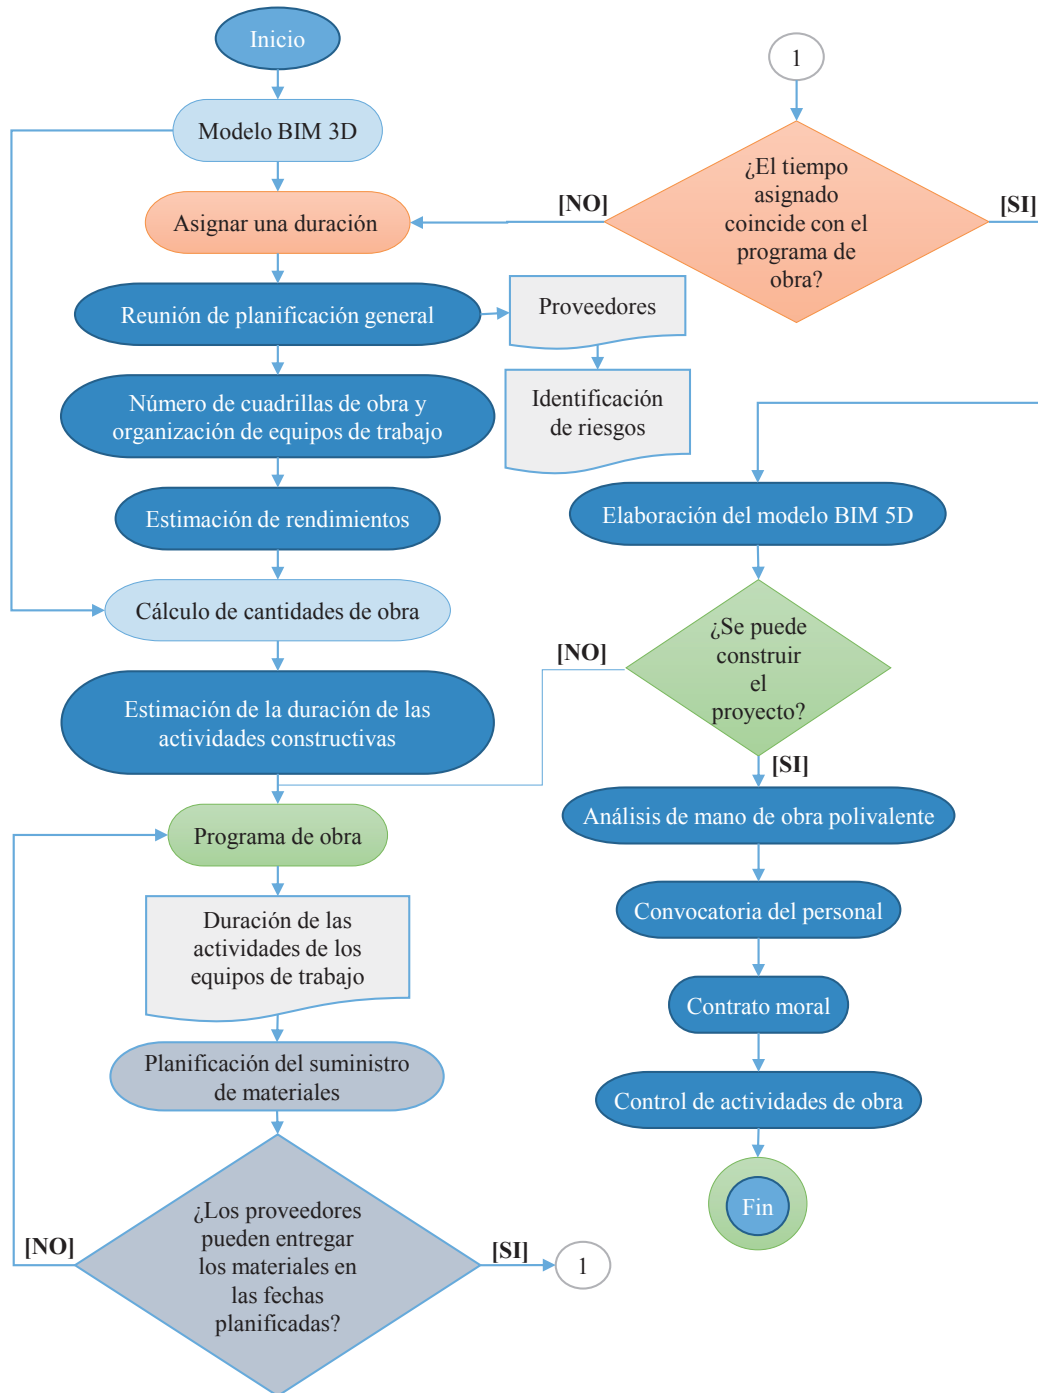 Inicio
Modelo BIM 3D
Asignar una duración
Reunión de planificación general
Proveedores
Identificación
de riesgos
Número de cuadrillas de obra y
organización de equipos de trabajo
Estimación de rendimientos
Cálculo de cantidades de obra
Estimación de la duración de las
actividades constructivas
Programa de obra
Duración de las
actividades de los
equipos de trabajo
Planificación del suministro
de materiales
¿Los proveedores
pueden entregar
los materiales en
las fechas
planificadas?
[NO]
[SI]
1
1
¿El tiempo
asignado
coincide con el
programa de
obra?
[NO]
[SI]
Elaboración del modelo BIM 5D
¿Se puede
construir
el
proyecto?
[NO]
[SI]
Análisis de mano de obra polivalente
Convocatoria del personal
Contrato moral
Control de actividades de obra
Fin